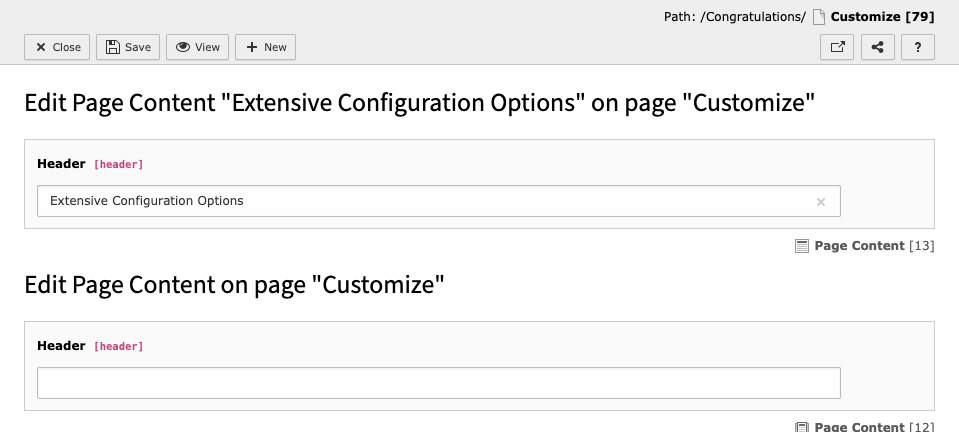 Path: /Congratulations/ Customize [79]
Close Save View New ?
Edit Page Content "Extensive Configuration Options" on page "Customize"
Header [header]
Extensive Configuration Options
Page Content [13]
Edit Page Content on page "Customize"
Header [header]
Page Content [12]